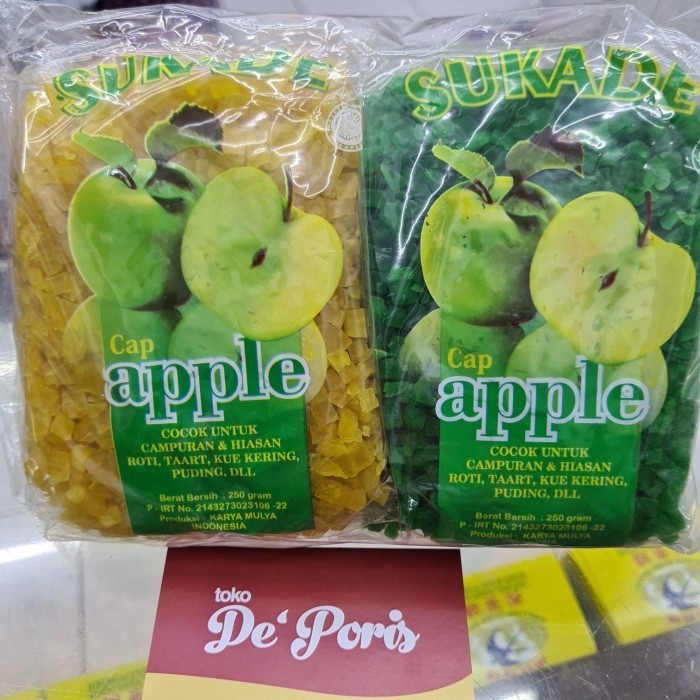 SUKADE
Cap
apple
COCOK UNTUK
CAMPURAN & HIASAN
ROTI, TAART, KUE KERING,
PUDING, DLL
Berat Bersih : 250 gram
P - IRT No. 2143273023106 -22
Produksi : KARYA MULYA
INDONESIA
SUKADE
Cap
apple
COCOK UNTUK
CAMPURAN & HIASAN
ROTI, TAART, KUE KERING,
PUDING, DLL
Berat Bersih : 250 gram
P - IRT No. 2143273023106 -22
Produksi : KARYA MULYA
toko
De' Poris